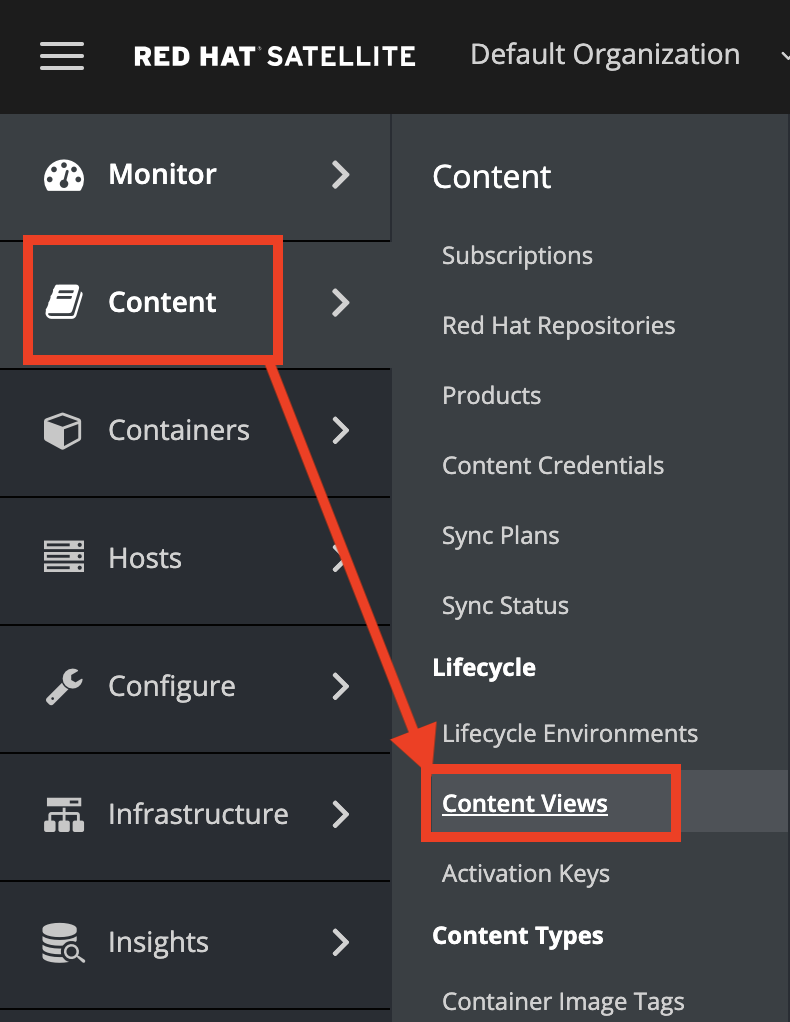 RED HAT® SATELLITE
Default Organization
Monitor
Content
Containers
Hosts
Configure
Infrastructure
Insights
Content
Subscriptions
Red Hat Repositories
Products
Content Credentials
Sync Plans
Sync Status
Lifecycle
Lifecycle Environments
Content Views
Activation Keys
Content Types
Container Image Tags